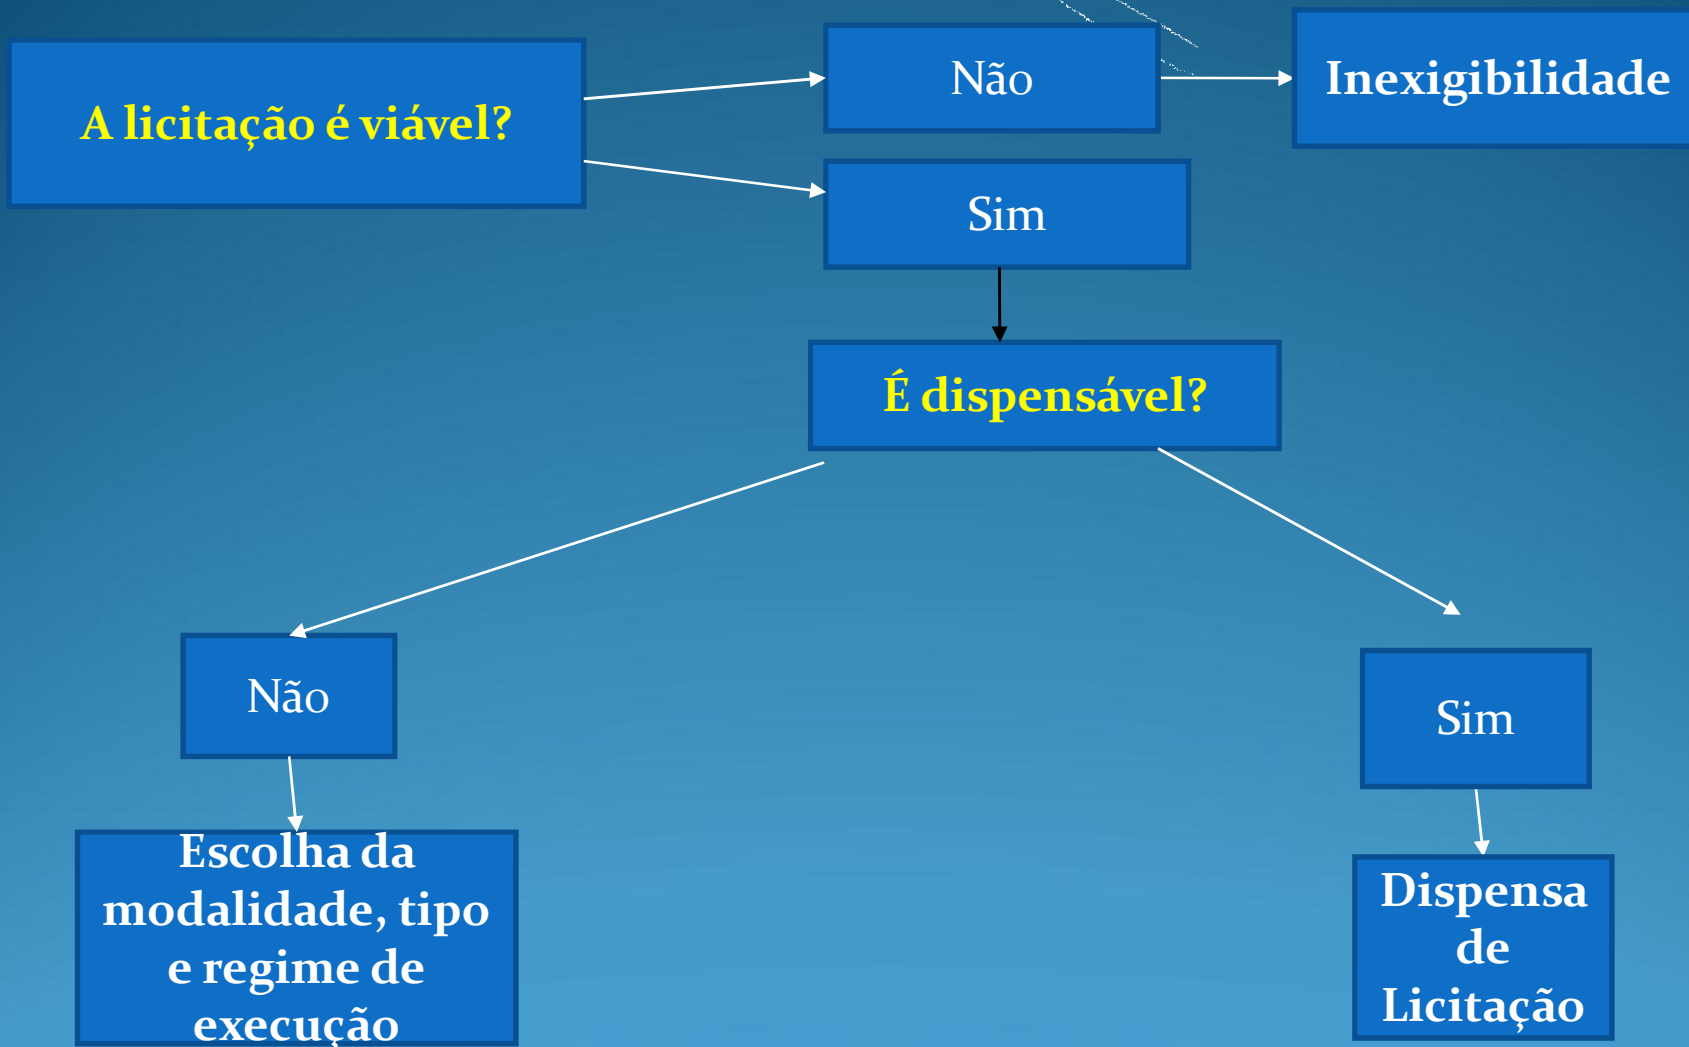 A licitação é viável?
Não
Inexigibilidade
Sim
É dispensável?
Não
Sim
Escolha da
modalidade, tipo
e regime de
execução
Dispensa
de
Licitação